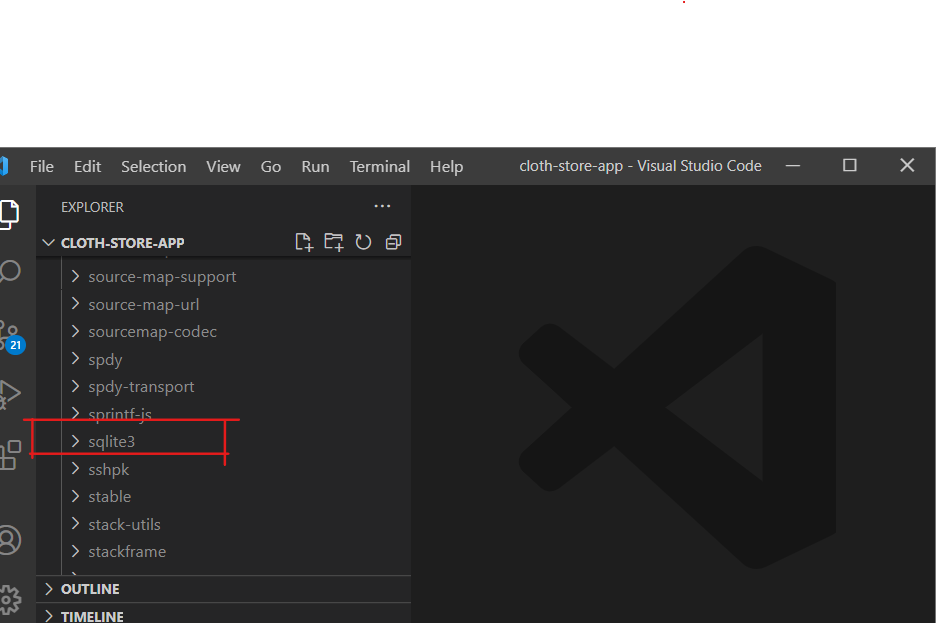 File Edit Selection View Go Run Terminal Help cloth-store-app - Visual Studio Code
EXPLORER
CLOTH-STORE-APP
source-map-support
source-map-url
sourcemap-codec
spdy
21
spdy-transport
sprintf-js
sqlite3
sshpk
stable
stack-utils
stackframe
OUTLINE
TIMELINE